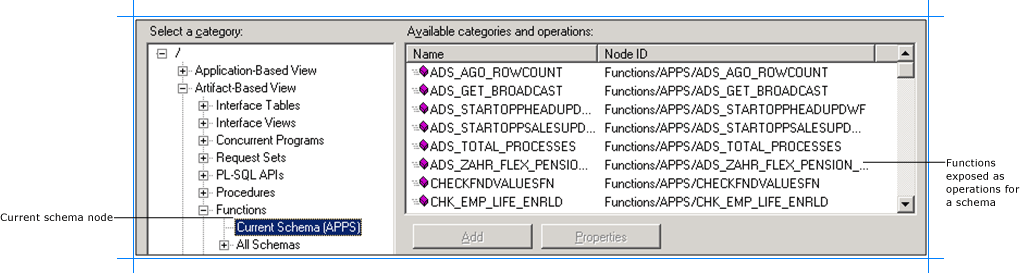 Select a category:
/
Application-Based View
Artifact-Based View
Interface Tables
Interface Views
Concurrent Programs
Request Sets
PL-SQL APIs
Procedures
Functions
Current Schema (APPS)
All Schemas
Current schema node
Available categories and operations:
Name Node ID
ADS_AGO_ROWCOUNT Functions/APPS/ADS_AGO_ROWCOUNT
ADS_GET_BROADCAST Functions/APPS/ADS_GET_BROADCAST
ADS_STARTOPPHEADUPD... Functions/APPS/ADS_STARTOPPHEADUPDWF
ADS_STARTOPPSALESUPD... Functions/APPS/ADS_STARTOPPSALESUPD...
ADS_TOTAL_PROCESSES Functions/APPS/ADS_TOTAL_PROCESSES
ADS_ZAHR_FLEX_PENSIO... Functions/APPS/ADS_ZAHR_FLEX_PENSION_...
CHECKFNDVALUESFN Functions/APPS/CHECKFNDVALUESFN
CHK_EMP_LIFE_ENRLD Functions/APPS/CHK_EMP_LIFE_ENRLD
Add Properties
Functions
exposed as
operations for
a schema